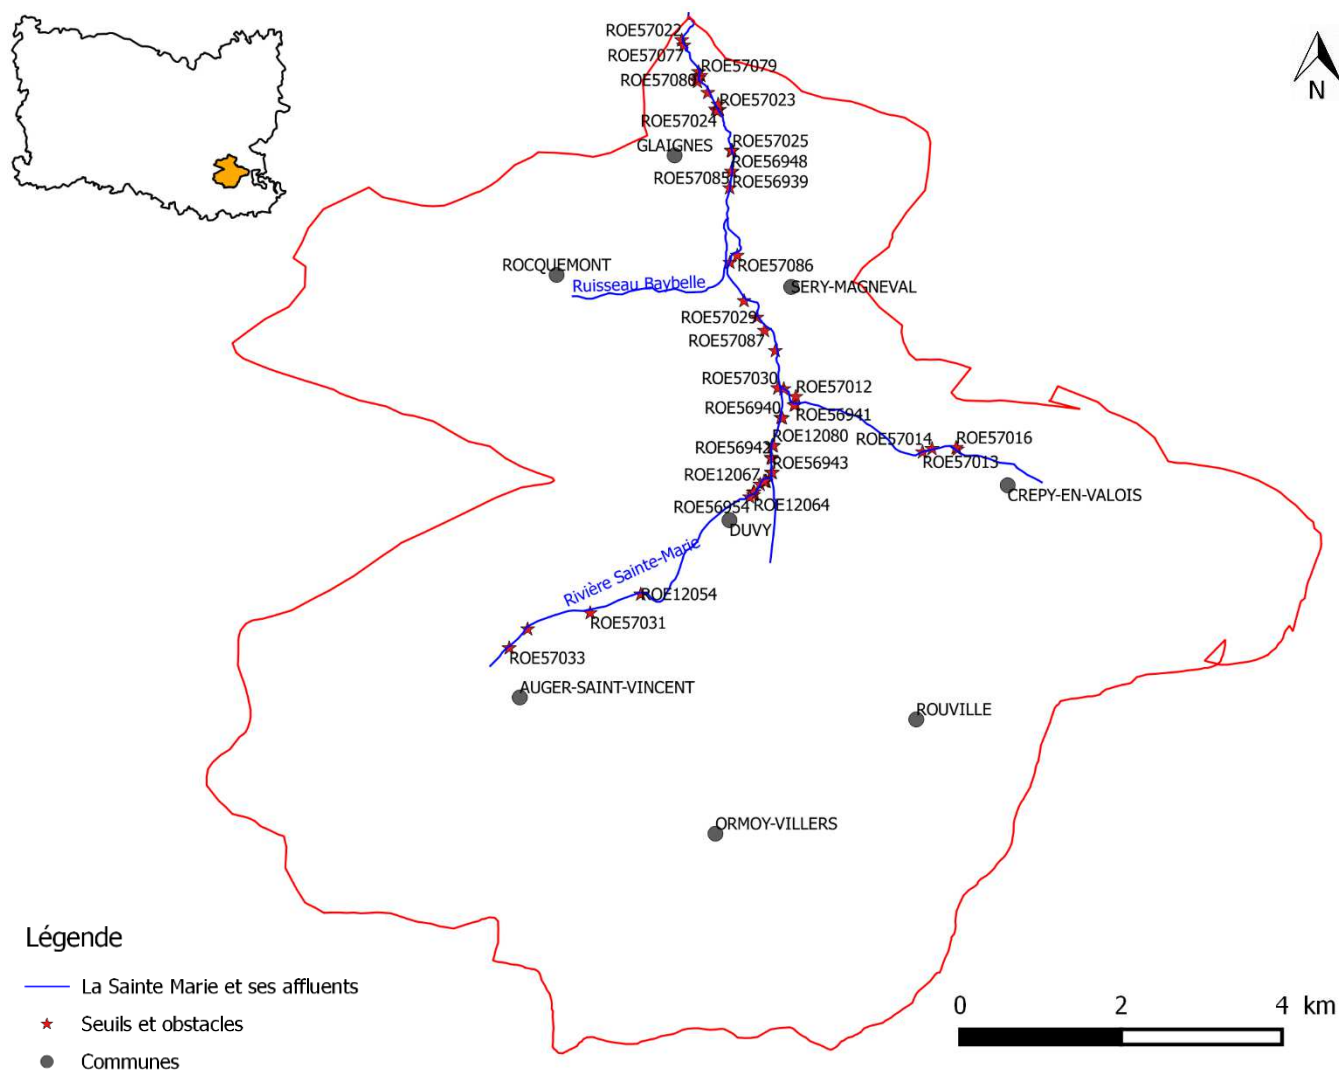 ROE57022
ROE57077
ROE57079
ROE57080
ROE57023
ROE57024
ROE57025
GLAIGNES
ROE56948
ROE57085
ROE56939
ROCQUEMONT
ROE57086
Ruisseau Baybelle
SERY-MAGNEVAL
ROE57029
ROE57087
ROE57030
ROE57012
ROE56940
ROE56941
ROE12080
ROE57014
ROE57016
ROE56942
ROE56943
ROE57013
ROE12067
CREPY-EN-VALOIS
ROE56954
ROE12064
DUVY
Rivière Sainte-Marie
ROE12054
ROE57031
ROE57033
AUGER-SAINT-VINCENT
ROUVILLE
ORMOY-VILLERS
N
Légende
La Sainte Marie et ses affluents
Seuils et obstacles
Communes
0 2 4 km